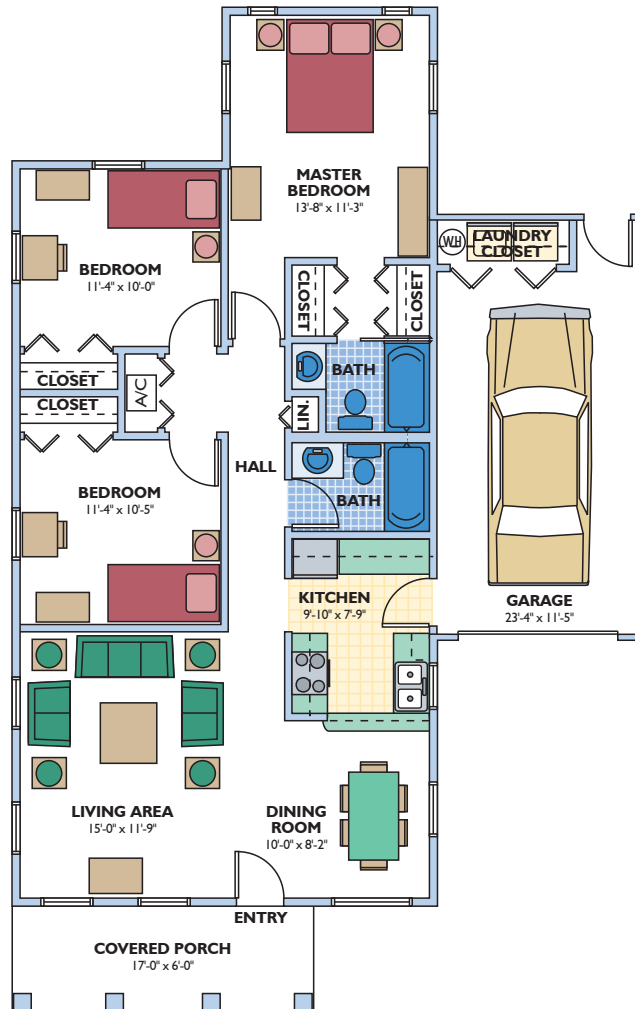 MASTER
BEDROOM
13'-8" x 11'-3"
WH
LAUNDRY
CLOSET
BEDROOM
11'-4" x 10'-0"
CLOSET
CLOSET
CLOSET
A/C
BATH
CLOSET
LIN.
HALL
BEDROOM
11'-4" x 10'-5"
BATH
KITCHEN
9'-10" x 7'-9"
GARAGE
23'-4" x 11'-5"
LIVING AREA
15'-0" x 11'-9"
DINING
ROOM
10'-0" x 8'-2"
ENTRY
COVERED PORCH
17'-0" x 6'-0"